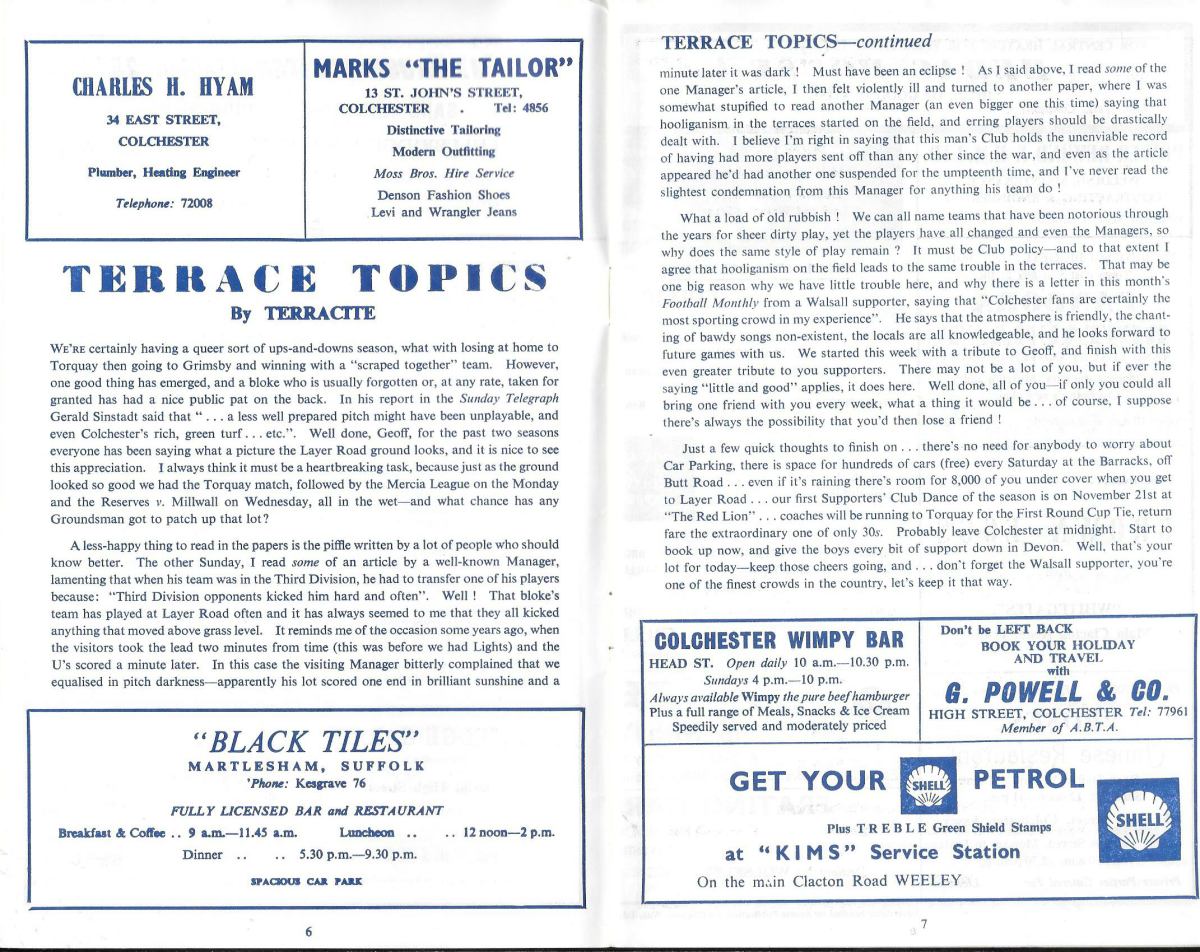 CHARLES H. HYAM
34 EAST STREET,
COLCHESTER
Plumber, Heating Engineer
Telephone: 72008
MARKS "THE TAILOR"
13 ST. JOHN'S STREET,
COLCHESTER . Tel: 4856
Distinctive Tailoring
Modern Outfitting
Moss Bros. Hire Service
Denson Fashion Shoes
Levi and Wrangler Jeans
TERRACE TOPICS
By TERRACITE
WE'RE certainly having a queer sort of ups-and-downs season, what with losing at home to
Torquay then going to Grimsby and winning with a "scraped together" team. However,
one good thing has emerged, and a bloke who is usually forgotten or, at any rate, taken for
granted has had a nice public pat on the back. In his report in the Sunday Telegraph
Gerald Sinstadt said that " . . . a less well prepared pitch might have been unplayable, and
even Colchester's rich, green turf . . . etc.". Well done, Geoff, for the past two seasons
everyone has been saying what a picture the Layer Road ground looks, and it is nice to see
this appreciation. I always think it must be a heartbreaking task, because just as the ground
looked so good we had the Torquay match, followed by the Mercia League on the Monday
and the Reserves v. Millwall on Wednesday, all in the wet—and what chance has any
Groundsman got to patch up that lot?
A less-happy thing to read in the papers is the piffle written by a lot of people who should
know better. The other Sunday, I read some of an article by a well-known Manager,
lamenting that when his team was in the Third Division, he had to transfer one of his players
because: "Third Division opponents kicked him hard and often". Well ! That bloke's
team has played at Layer Road often and it has always seemed to me that they all kicked
anything that moved above grass level. It reminds me of the occasion some years ago, when
the visitors took the lead two minutes from time (this was before we had Lights) and the
U's scored a minute later. In this case the visiting Manager bitterly complained that we
equalised in pitch darkness—apparently his lot scored one end in brilliant sunshine and a
"BLACK TILES"
MARTLESHAM, SUFFOLK
'Phone: Kesgrave 76
FULLY LICENSED BAR and RESTAURANT
Breakfast & Coffee .. 9 a.m.—11.45 a.m. Luncheon .. .. 12 noon—2 p.m.
Dinner .. .. 5.30 p.m.—9.30 p.m.
SPACIOUS CAR PARK
6
TERRACE TOPICS—continued
minute later it was dark ! Must have been an eclipse ! As I said above, I read some of the
one Manager's article, I then felt violently ill and turned to another paper, where I was
somewhat stupified to read another Manager (an even bigger one this time) saying that
hooliganism in the terraces started on the field, and erring players should be drastically
dealt with. I believe I'm right in saying that this man's Club holds the unenviable record
of having had more players sent off than any other since the war, and even as the article
appeared he'd had another one suspended for the umpteenth time, and I've never read the
slightest condemnation from this Manager for anything his team do !
What a load of old rubbish ! We can all name teams that have been notorious through
the years for sheer dirty play, yet the players have all changed and even the Managers, so
why does the same style of play remain ? It must be Club policy—and to that extent I
agree that hooliganism on the field leads to the same trouble in the terraces. That may be
one big reason why we have little trouble here, and why there is a letter in this month's
Football Monthly from a Walsall supporter, saying that "Colchester fans are certainly the
most sporting crowd in my experience". He says that the atmosphere is friendly, the chant-
ing of bawdy songs non-existent, the locals are all knowledgeable, and he looks forward to
future games with us. We started this week with a tribute to Geoff, and finish with this
even greater tribute to you supporters. There may not be a lot of you, but if ever the
saying "little and good" applies, it does here. Well done, all of you—if only you could all
bring one friend with you every week, what a thing it would be . . . of course, I suppose
there's always the possibility that you'd then lose a friend !
Just a few quick thoughts to finish on . . . there's no need for anybody to worry about
Car Parking, there is space for hundreds of cars (free) every Saturday at the Barracks, off
Butt Road . . . even if it's raining there's room for 8,000 of you under cover when you get
to Layer Road . . . our first Supporters' Club Dance of the season is on November 21st at
"The Red Lion" . . . coaches will be running to Torquay for the First Round Cup Tie, return
fare the extraordinary one of only 30s. Probably leave Colchester at midnight. Start to
book up now, and give the boys every bit of support down in Devon. Well, that's your
lot for today—keep those cheers going, and . . . don't forget the Walsall supporter, you're
one of the finest crowds in the country, let's keep it that way.
COLCHESTER WIMPY BAR
HEAD ST. Open daily 10 a.m.—10.30 p.m.
Sundays 4 p.m.—10 p.m.
Always available Wimpy the pure beef hamburger
Plus a full range of Meals, Snacks & Ice Cream
Speedily served and moderately priced
Don't be LEFT BACK
BOOK YOUR HOLIDAY
AND TRAVEL
with
G. POWELL & CO.
HIGH STREET, COLCHESTER Tel: 77961
Member of A.B.T.A.
GET YOUR SHELL PETROL
SHELL
Plus TREBLE Green Shield Stamps
at "KIMS" Service Station
On the main Clacton Road WEELEY
7